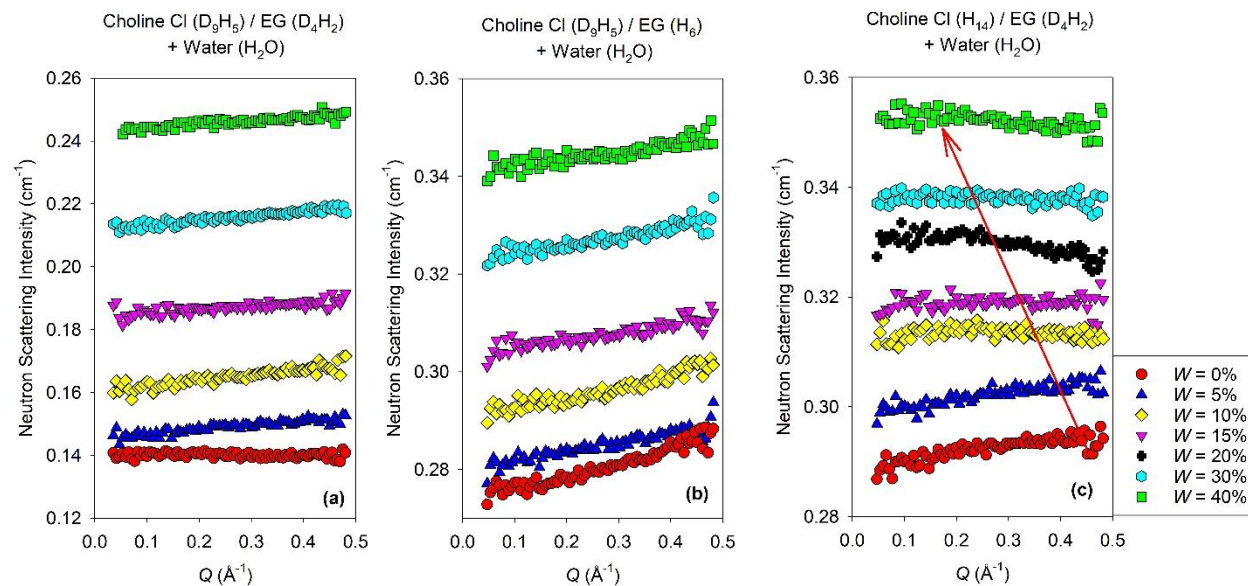 Choline Cl (D₉H₅) / EG (D₄H₂)
+ Water (H₂O)
Neutron Scattering Intensity (cm⁻¹)
0.26
0.24
0.22
0.20
0.18
0.16
0.14
0.12
(a)
0.0 0.1 0.2 0.3 0.4 0.5
Q (Å⁻¹)
Choline Cl (D₉H₅) / EG (H₆)
+ Water (H₂O)
Neutron Scattering Intensity (cm⁻¹)
0.36
0.34
0.32
0.30
0.28
(b)
0.0 0.1 0.2 0.3 0.4 0.5
Q (Å⁻¹)
Choline Cl (H₁₄) / EG (D₄H₂)
+ Water (H₂O)
Neutron Scattering Intensity (cm⁻¹)
0.36
0.34
0.32
0.30
0.28
(c)
0.0 0.1 0.2 0.3 0.4 0.5
Q (Å⁻¹)
W = 0%
W = 5%
W = 10%
W = 15%
W = 20%
W = 30%
W = 40%